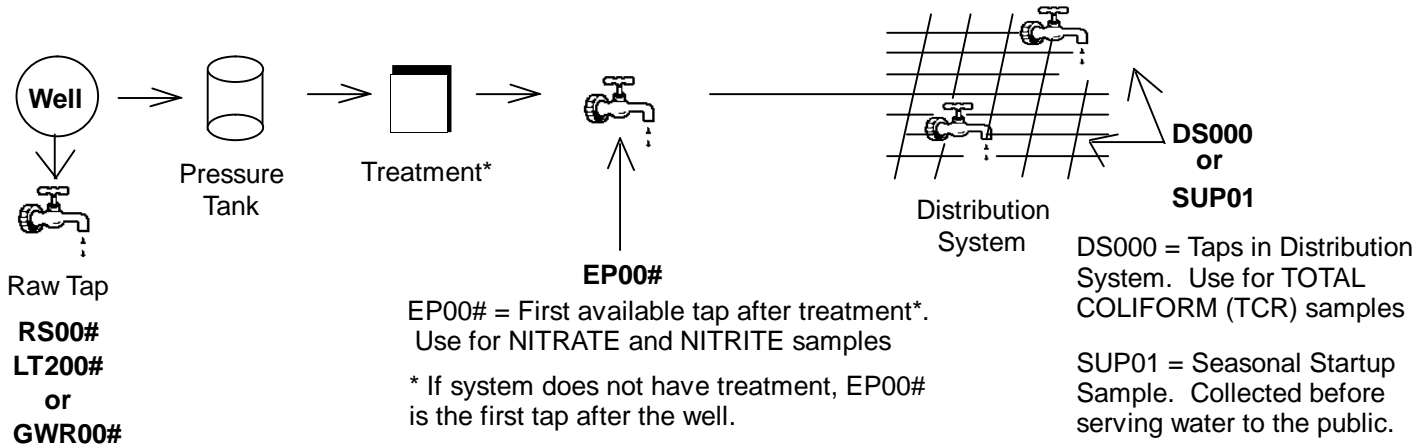 Well
Pressure
Tank
Treatment*
Raw Tap
RS00#
LT200#
or
GWR00#
EP00#
EP00# = First available tap after treatment*.
Use for NITRATE and NITRITE samples
* If system does not have treatment, EP00#
is the first tap after the well.
Distribution
System
DS000
or
SUP01
DS000 = Taps in Distribution
System. Use for TOTAL
COLIFORM (TCR) samples
SUP01 = Seasonal Startup
Sample. Collected before
serving water to the public.